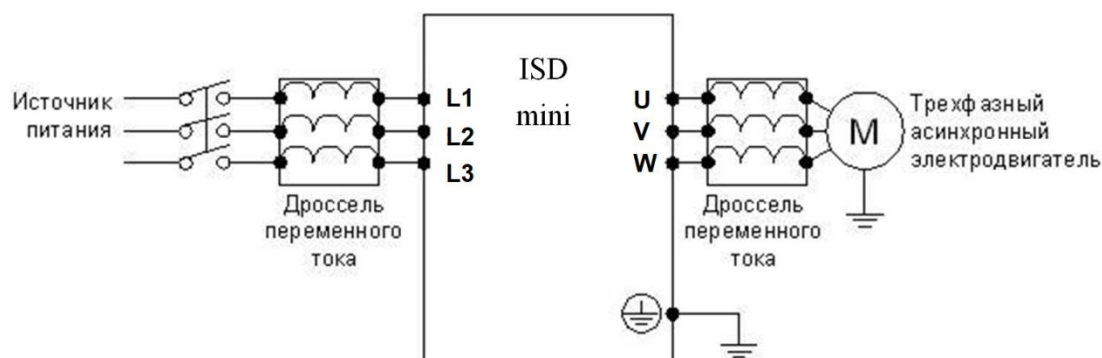 ISD
mini
Источник
питания
L1
L2
L3
U
V
W
M
Трехфазный
асинхронный
электродвигатель
Дроссель
переменного
тока
Дроссель
переменного
тока